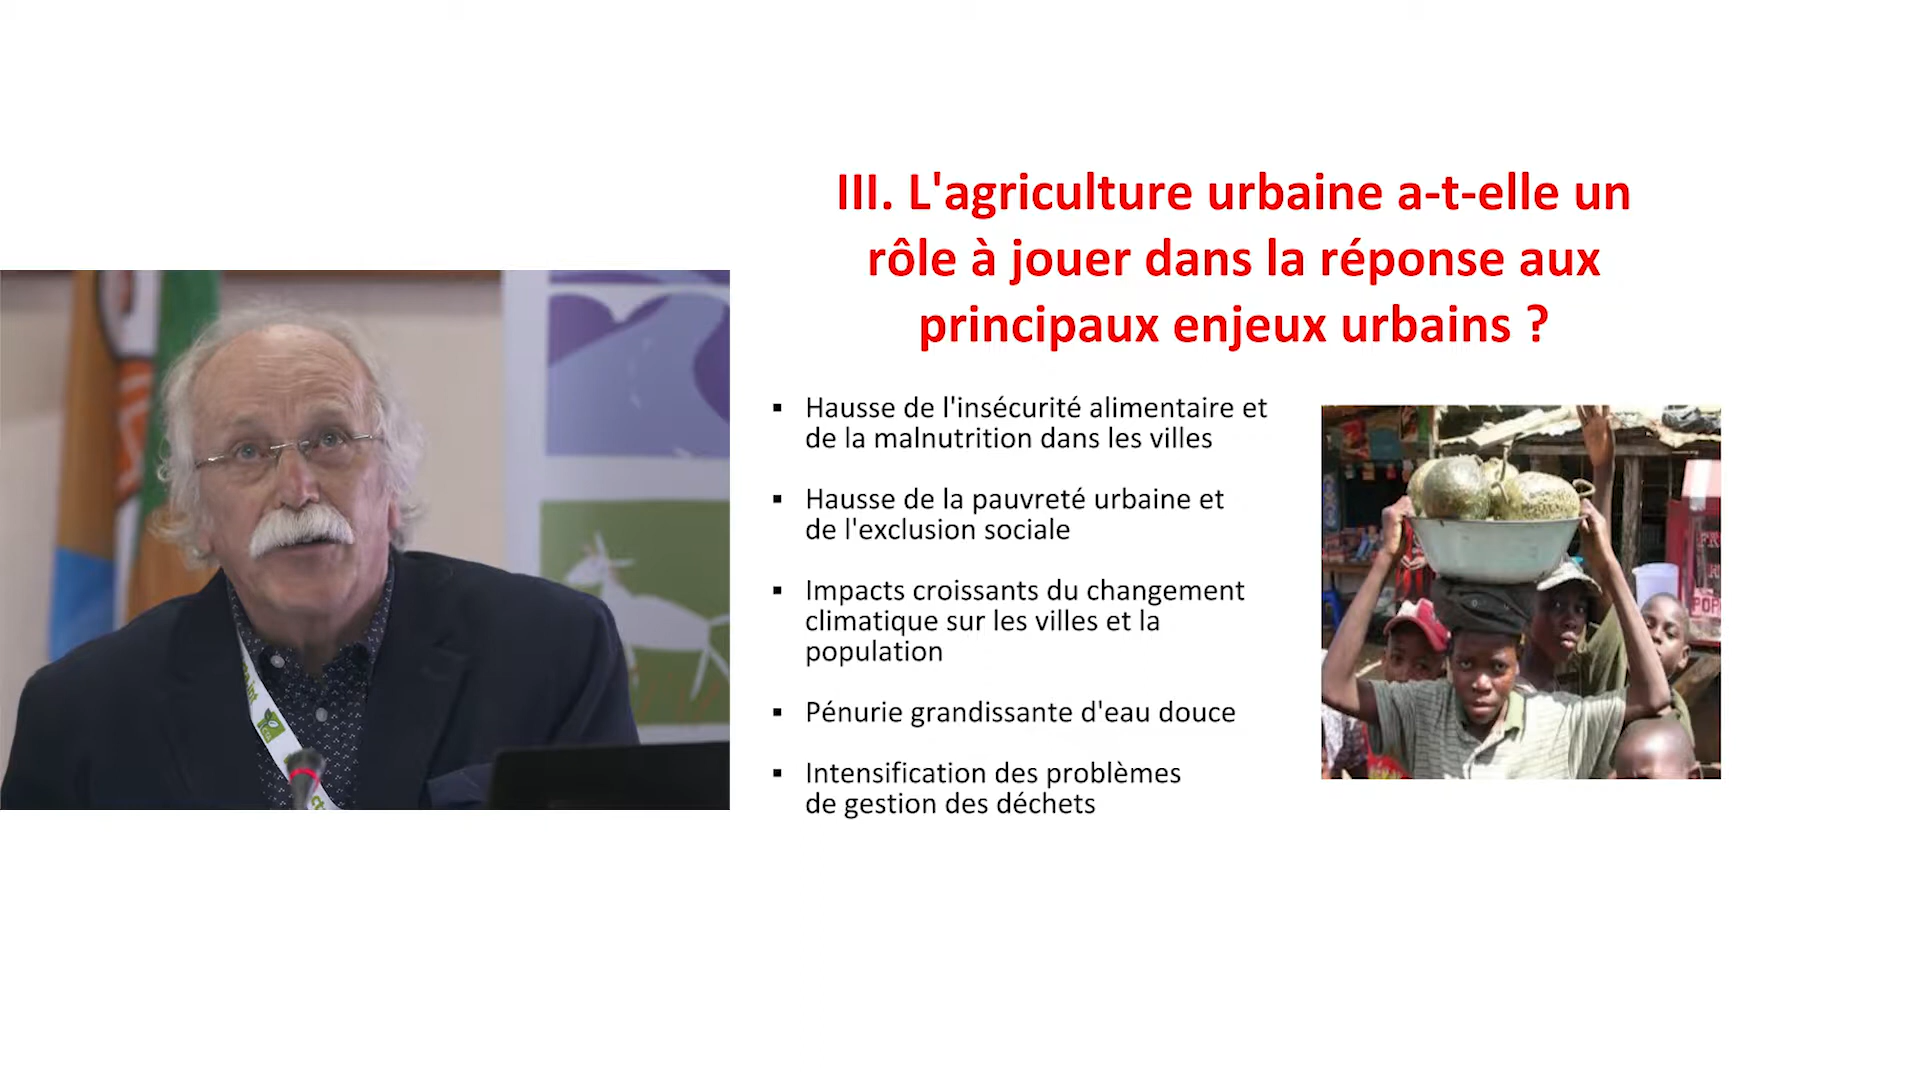 III. L'agriculture urbaine a-t-elle un
rôle à jouer dans la réponse aux
principaux enjeux urbains ?
▪ Hausse de l'insécurité alimentaire et
de la malnutrition dans les villes
▪ Hausse de la pauvreté urbaine et
de l'exclusion sociale
▪ Impacts croissants du changement
climatique sur les villes et la
population
▪ Pénurie grandissante d'eau douce
▪ Intensification des problèmes
de gestion des déchets